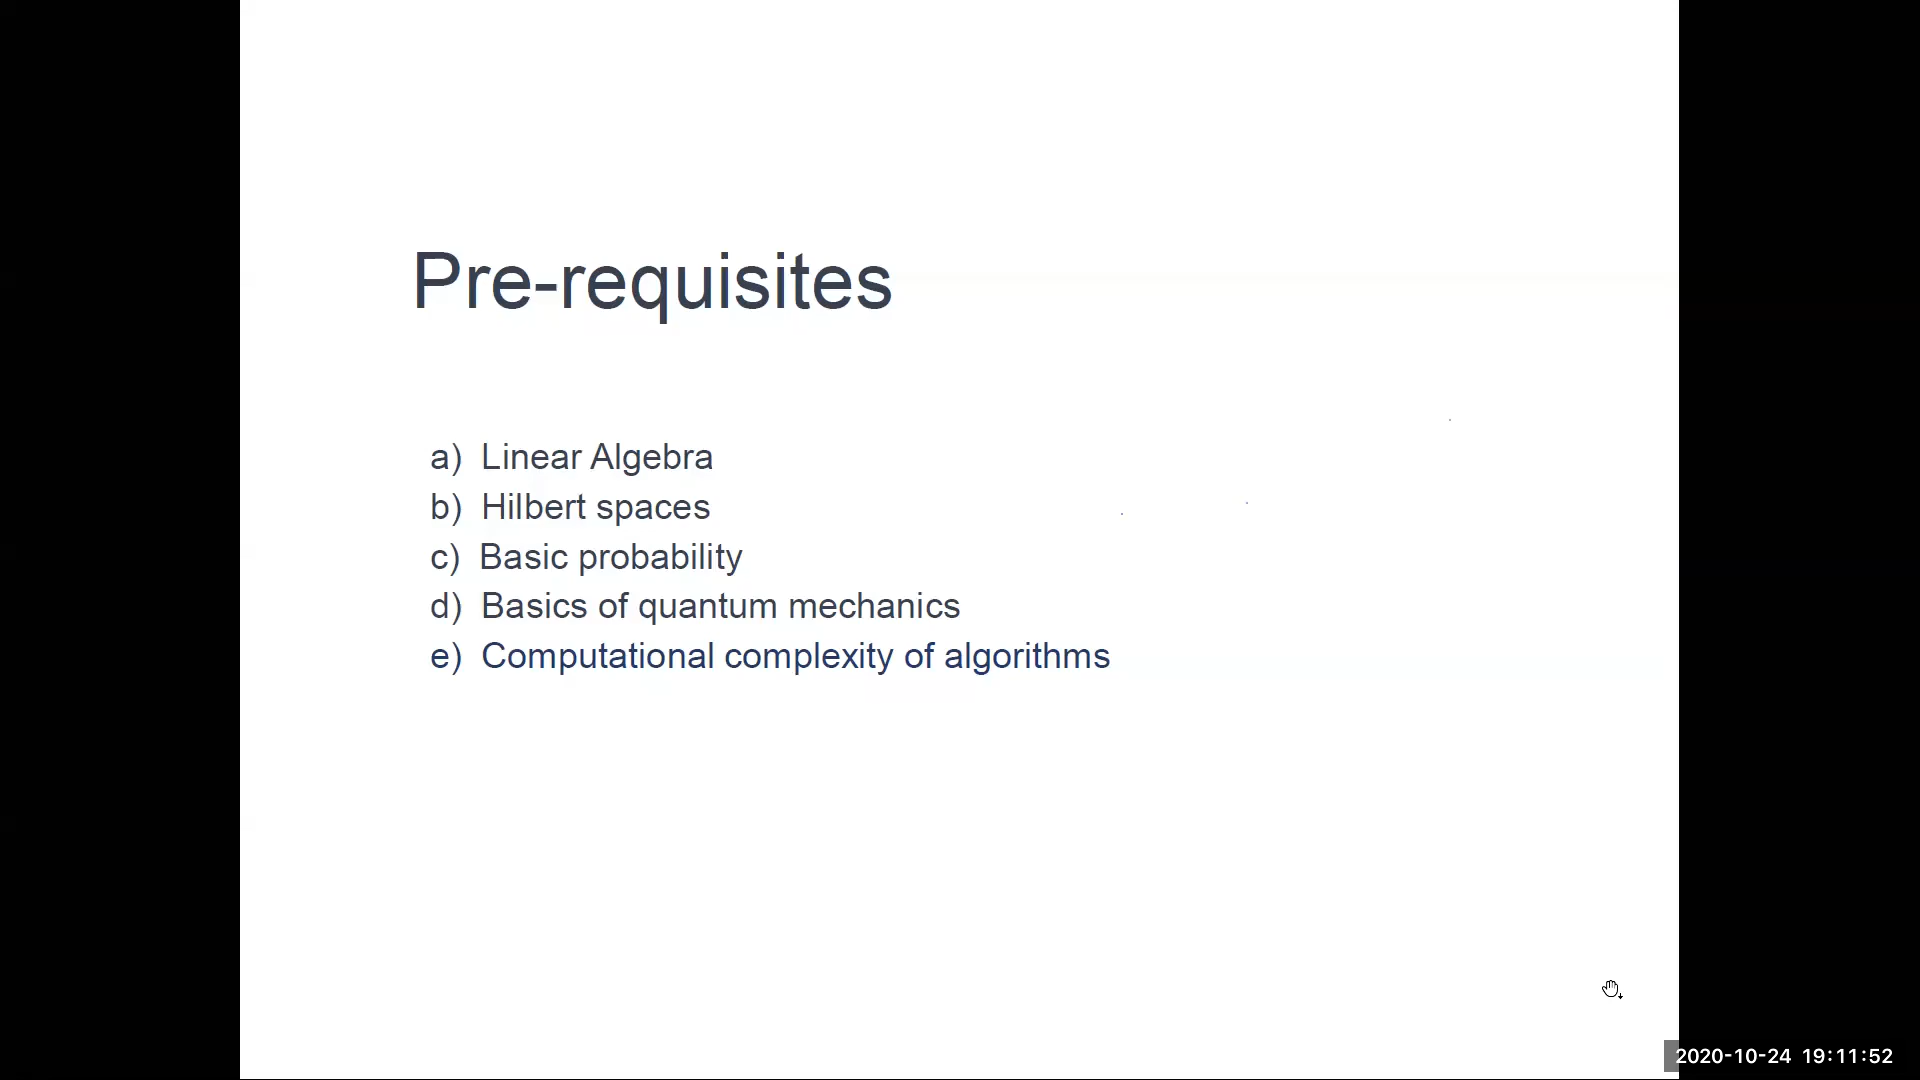 Pre-requisites
a) Linear Algebra
b) Hilbert spaces
c) Basic probability
d) Basics of quantum mechanics
e) Computational complexity of algorithms
2020-10-24 19:11:52